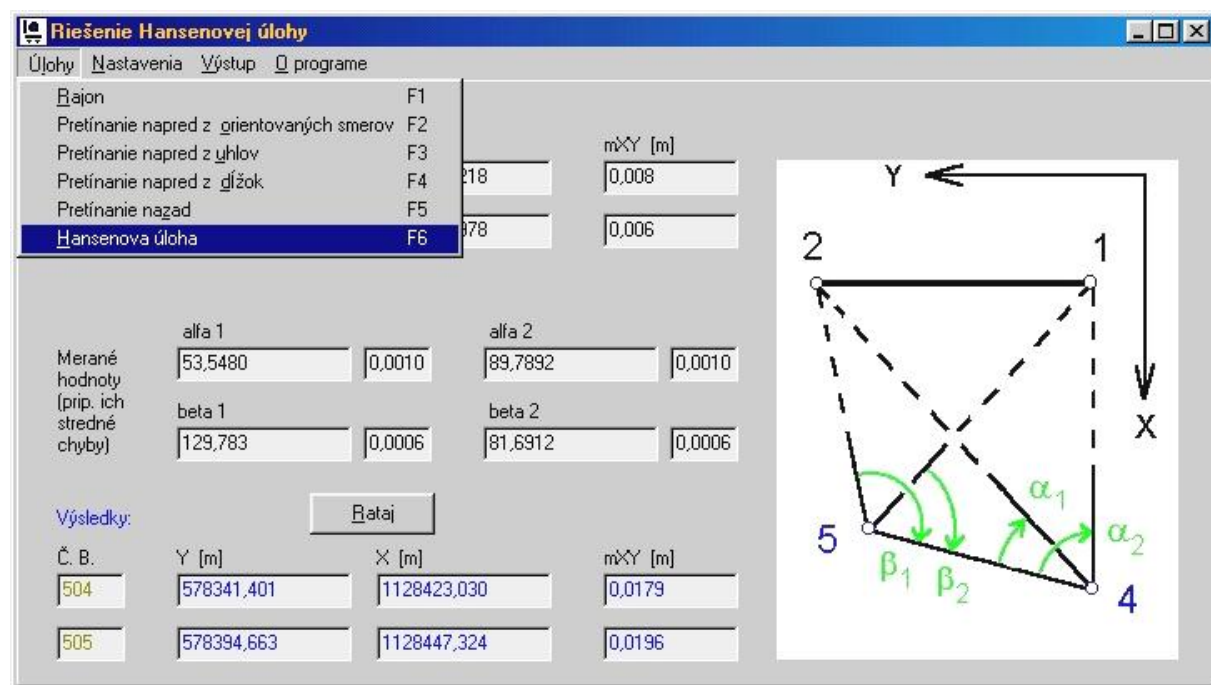 Riešenie Hansenovej úlohy
Úlohy Nastavenia Výstup O programe
Rajon F1
Pretínanie napred z orientovaných smerov F2
Pretínanie napred z uhlov F3
Pretínanie napred z dĺžok F4
Pretínanie nazad F5
Hansenova úloha F6
mXY [m]
218 0,008
978 0,006
alfa 1 alfa 2
Merané hodnoty (prip. ich stredné chyby)
53,5480 0,0010 89,7892 0,0010
beta 1 beta 2
129,783 0,0006 81,6912 0,0006
Výsledky: Rataj
Č. B. Y [m] X [m] mXY [m]
504 578341,401 1128423,030 0,0179
505 578394,663 1128447,324 0,0196
Y
2 1
X
α1
α2
5
β1 β2
4